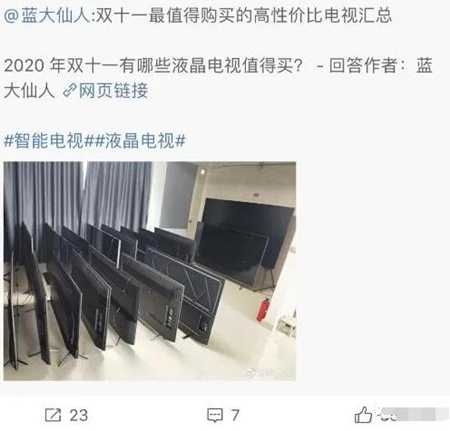 @蓝大仙人:双十一最值得购买的高性价比电视汇总
2020 年双十一有哪些液晶电视值得买? - 回答作者: 蓝
大仙人 网页链接
#智能电视##液晶电视#
23
7